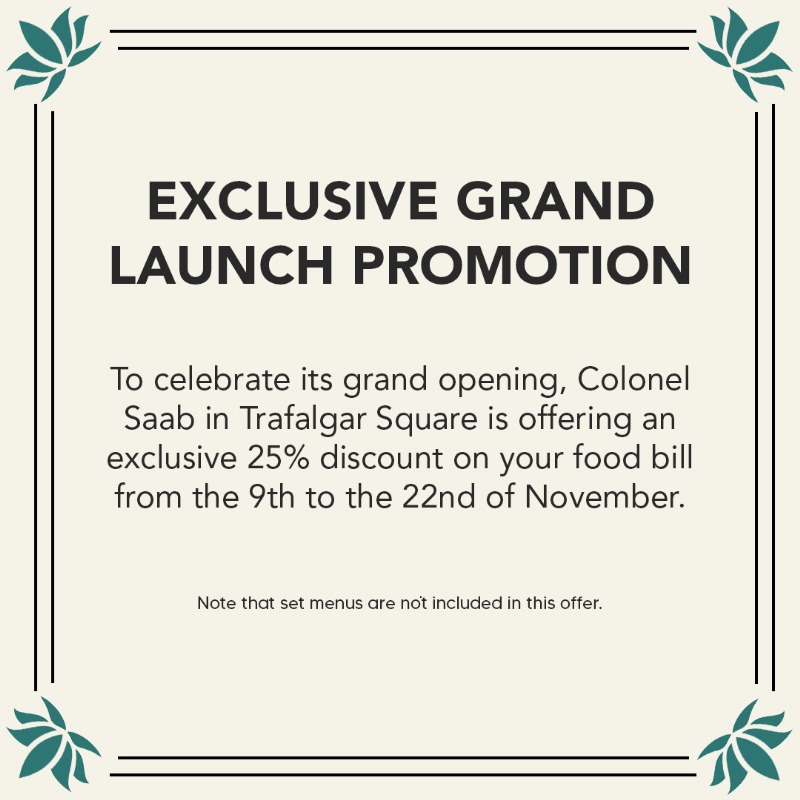 EXCLUSIVE GRAND
LAUNCH PROMOTION
To celebrate its grand opening, Colonel
Saab in Trafalgar Square is offering an
exclusive 25% discount on your food bill
from the 9th to the 22nd of November.
Note that set menus are not included in this offer.